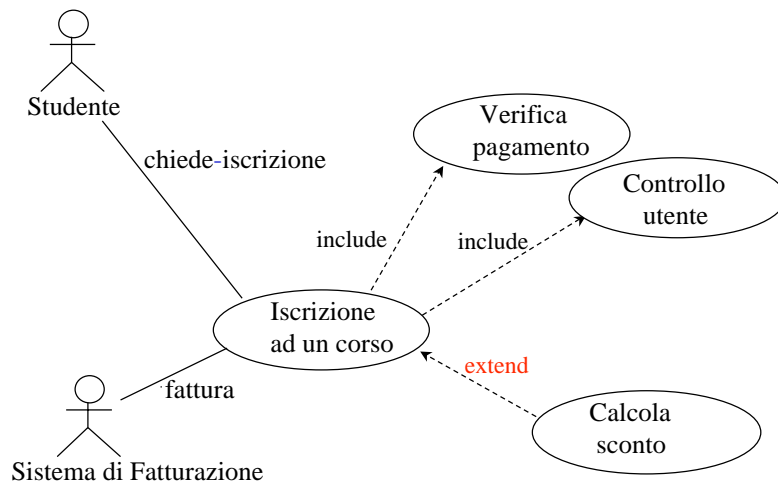 Studente
chiede-iscrizione
Verifica
pagamento
Controllo
utente
include
include
Iscrizione
ad un corso
extend
fattura
Calcola
sconto
Sistema di Fatturazione